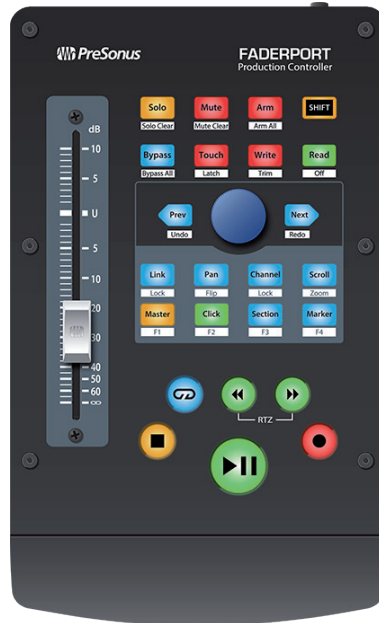 PreSonus
FADERPORT
Production Controller
Solo Mute Arm SHIFT
Solo Clear Mute Clear Arm All
Bypass Touch Write Read
Bypass All Latch Trim Off
Prev Next
Undo Redo
Link Pan Channel Scroll
Lock Flip Lock Zoom
Master Click Section Marker
F1 F2 F3 F4
RTZ
dB
10
5
U
5
10
20
30
40
50
60
∞